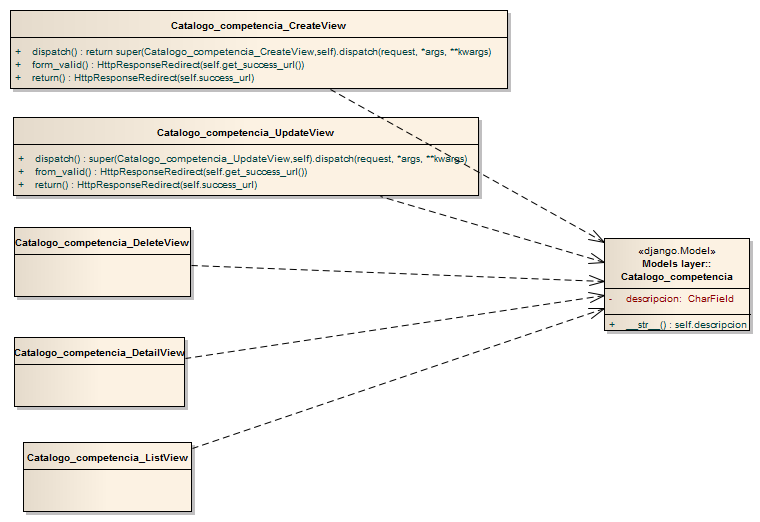 Catalogo_competencia_CreateView
+ dispatch() : return super(Catalogo_competencia_CreateView,self).dispatch(request, *args, **kwargs)
+ form_valid() : HttpResponseRedirect(self.get_success_url())
+ return() : HttpResponseRedirect(self.success_url)
Catalogo_competencia_UpdateView
+ dispatch() : super(Catalogo_competencia_UpdateView,self).dispatch(request, *args, **kwargs)
+ from_valid() : HttpResponseRedirect(self.get_success_url())
+ return() : HttpResponseRedirect(self.success_url)
Catalogo_competencia_DeleteView
«django.Model»
Models layer::
Catalogo_competencia
- descripcion: CharField
+ __str__() : self.descripcion
Catalogo_competencia_DetailView
Catalogo_competencia_ListView